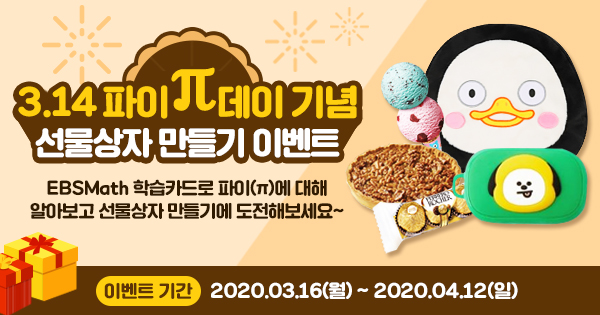 3.14 파이π데이 기념
선물상자 만들기 이벤트
EBSMath 학습카드로 파이(π)에 대해
알아보고 선물상자 만들기에 도전해보세요~
FERRERO
ROCHER
이벤트 기간 2020.03.16(월) ~ 2020.04.12(일)